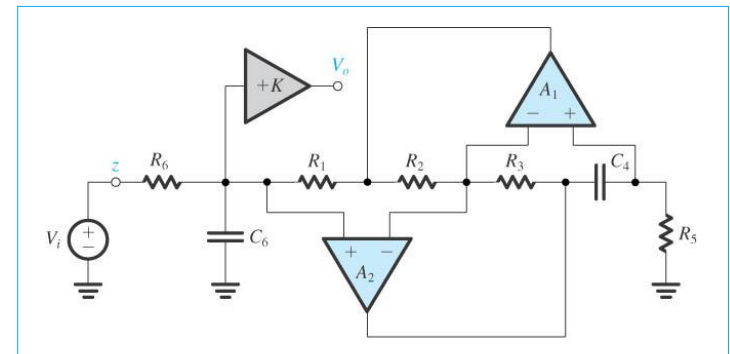 V_o
+K
A_1
− +
z
R_6
R_1
R_2
R_3
C_4
V_i
+
−
C_6
+ −
A_2
R_5